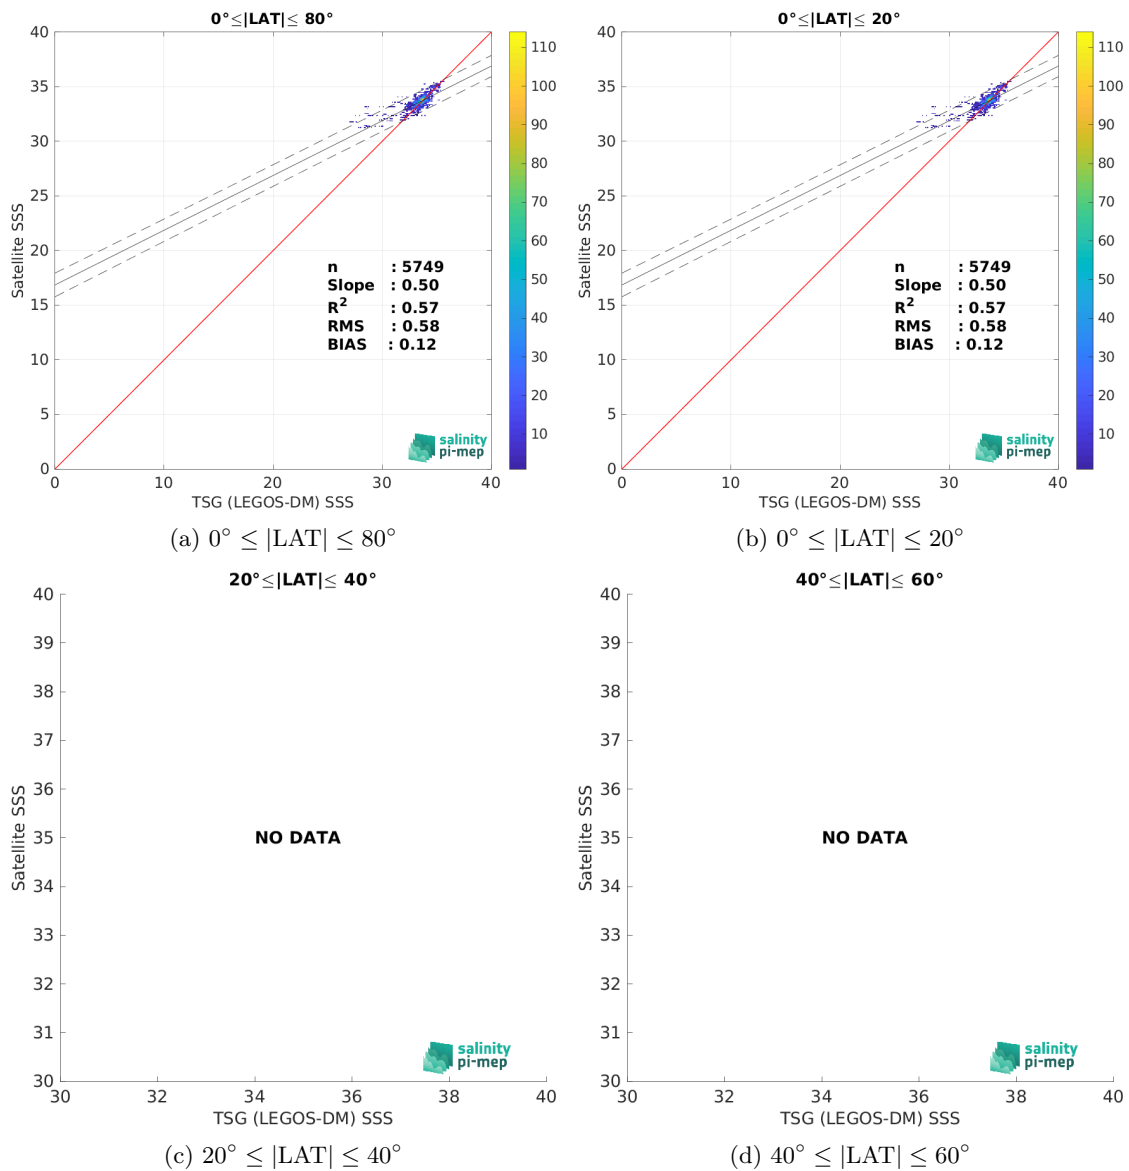 0°≤|LAT|≤ 80°
40
35
30
25
20
15
10
5
0
Satellite SSS
n : 5749
Slope : 0.50
R² : 0.57
RMS : 0.58
BIAS : 0.12
salinity
pi-mep
0 10 20 30 40
TSG (LEGOS-DM) SSS
110
100
90
80
70
60
50
40
30
20
10
(a) 0° ≤ |LAT| ≤ 80°
0°≤|LAT|≤ 20°
40
35
30
25
20
15
10
5
0
Satellite SSS
n : 5749
Slope : 0.50
R² : 0.57
RMS : 0.58
BIAS : 0.12
salinity
pi-mep
0 10 20 30 40
TSG (LEGOS-DM) SSS
110
100
90
80
70
60
50
40
30
20
10
(b) 0° ≤ |LAT| ≤ 20°
20°≤|LAT|≤ 40°
40
39
38
37
36
35
34
33
32
31
30
Satellite SSS
NO DATA
salinity
pi-mep
30 32 34 36 38 40
TSG (LEGOS-DM) SSS
(c) 20° ≤ |LAT| ≤ 40°
40°≤|LAT|≤ 60°
40
39
38
37
36
35
34
33
32
31
30
Satellite SSS
NO DATA
salinity
pi-mep
30 32 34 36 38 40
TSG (LEGOS-DM) SSS
(d) 40° ≤ |LAT| ≤ 60°